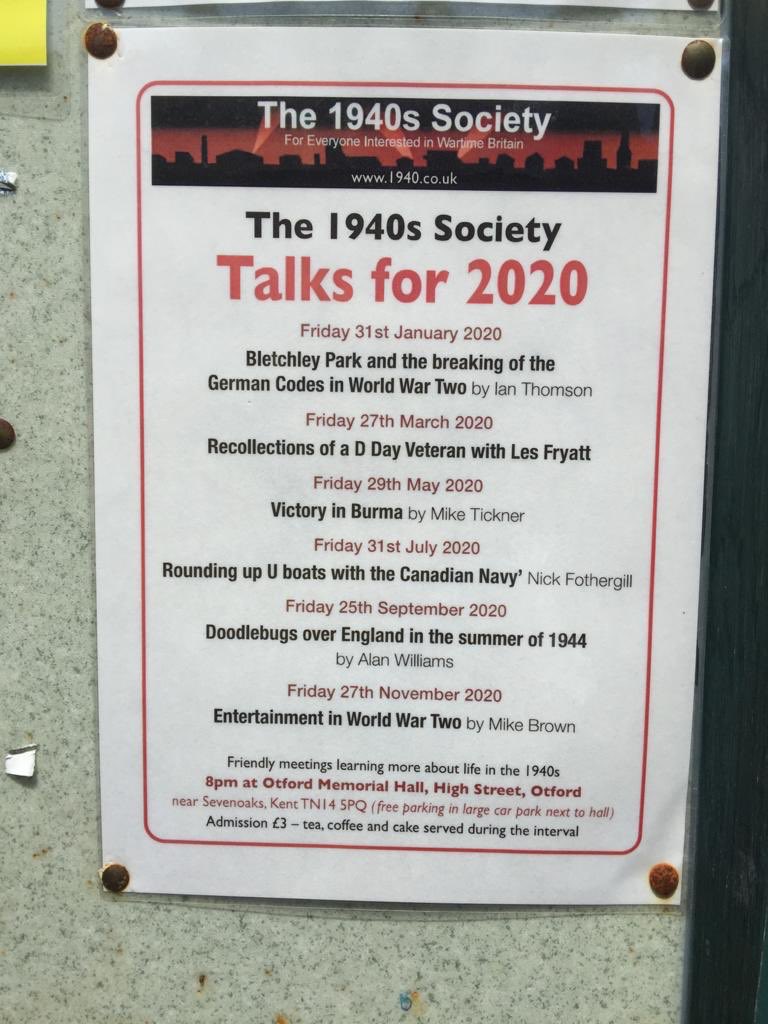 The 1940s Society
For Everyone Interested in Wartime Britain
www.1940.co.uk
The 1940s Society
Talks for 2020
Friday 31st January 2020
Bletchley Park and the breaking of the
German Codes in World War Two by Ian Thomson
Friday 27th March 2020
Recollections of a D Day Veteran with Les Fryatt
Friday 29th May 2020
Victory in Burma by Mike Tickner
Friday 31st July 2020
Rounding up U boats with the Canadian Navy' Nick Fothergill
Friday 25th September 2020
Doodlebugs over England in the summer of 1944
by Alan Williams
Friday 27th November 2020
Entertainment in World War Two by Mike Brown
Friendly meetings learning more about life in the 1940s
8pm at Otford Memorial Hall, High Street, Otford
near Sevenoaks, Kent TN14 5PQ (free parking in large car park next to hall)
Admission £3 – tea, coffee and cake served during the interval